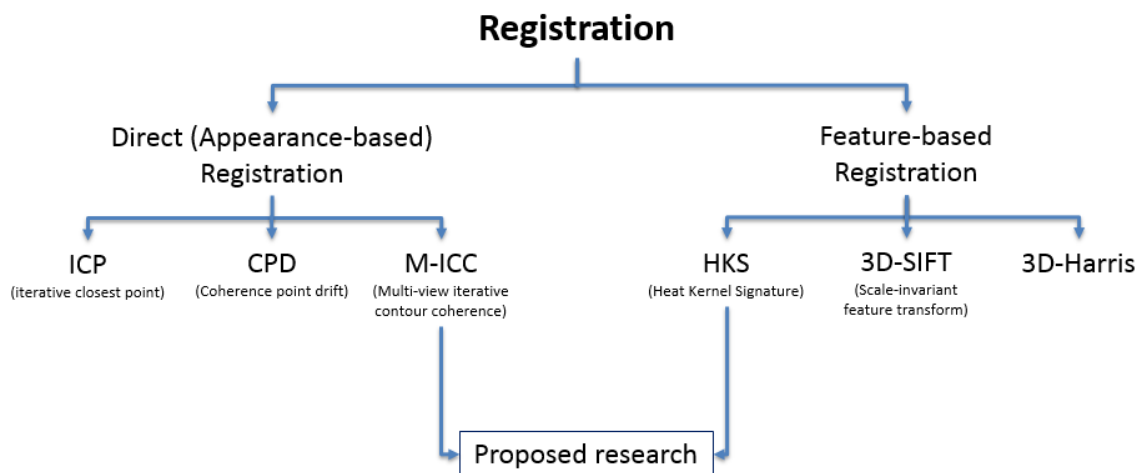 Registration
Direct (Appearance-based)
Registration
Feature-based
Registration
ICP
(iterative closest point)
CPD
(Coherence point drift)
M-ICC
(Multi-view iterative
contour coherence)
HKS
(Heat Kernel Signature)
3D-SIFT
(Scale-invariant
feature transform)
3D-Harris
Proposed research